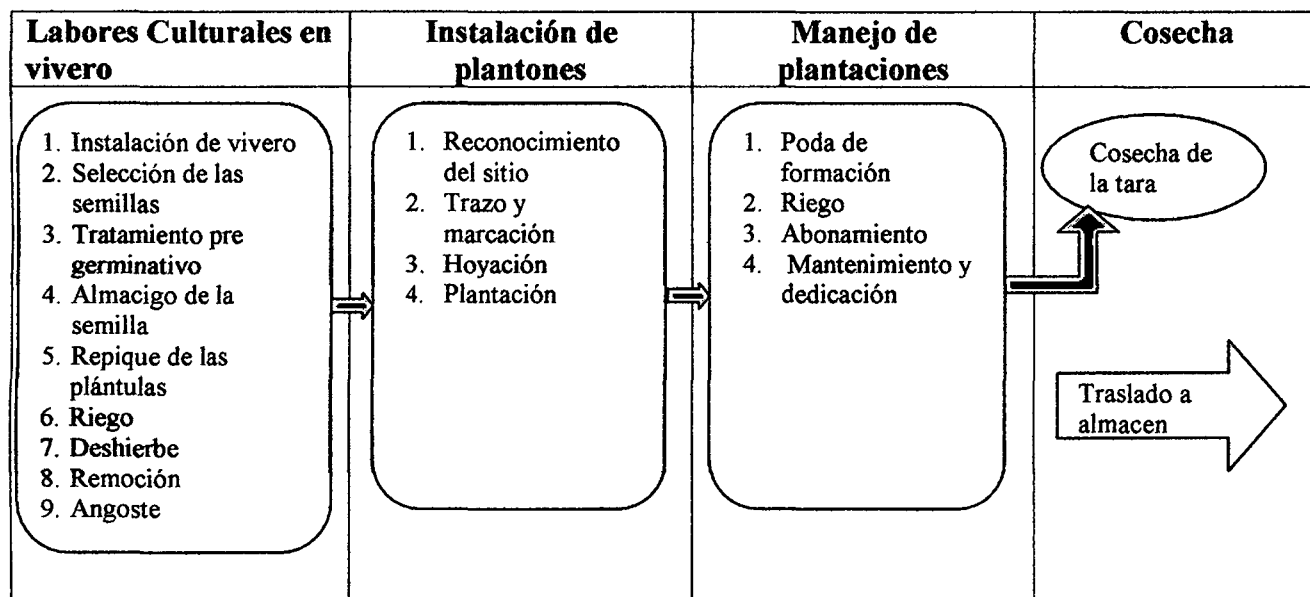 Labores Culturales en
vivero
Instalación de
plantones
Manejo de
plantaciones
Cosecha
1. Instalación de vivero
2. Selección de las
semillas
3. Tratamiento pre
germinativo
4. Almacigo de la
semilla
5. Repique de las
plántulas
6. Riego
7. Deshierbe
8. Remoción
9. Angoste
1. Reconocimiento
del sitio
2. Trazo y
marcación
3. Hoyación
4. Plantación
1. Poda de
formación
2. Riego
3. Abonamiento
4. Mantenimiento y
dedicación
Cosecha de
la tara
Traslado a
almacen